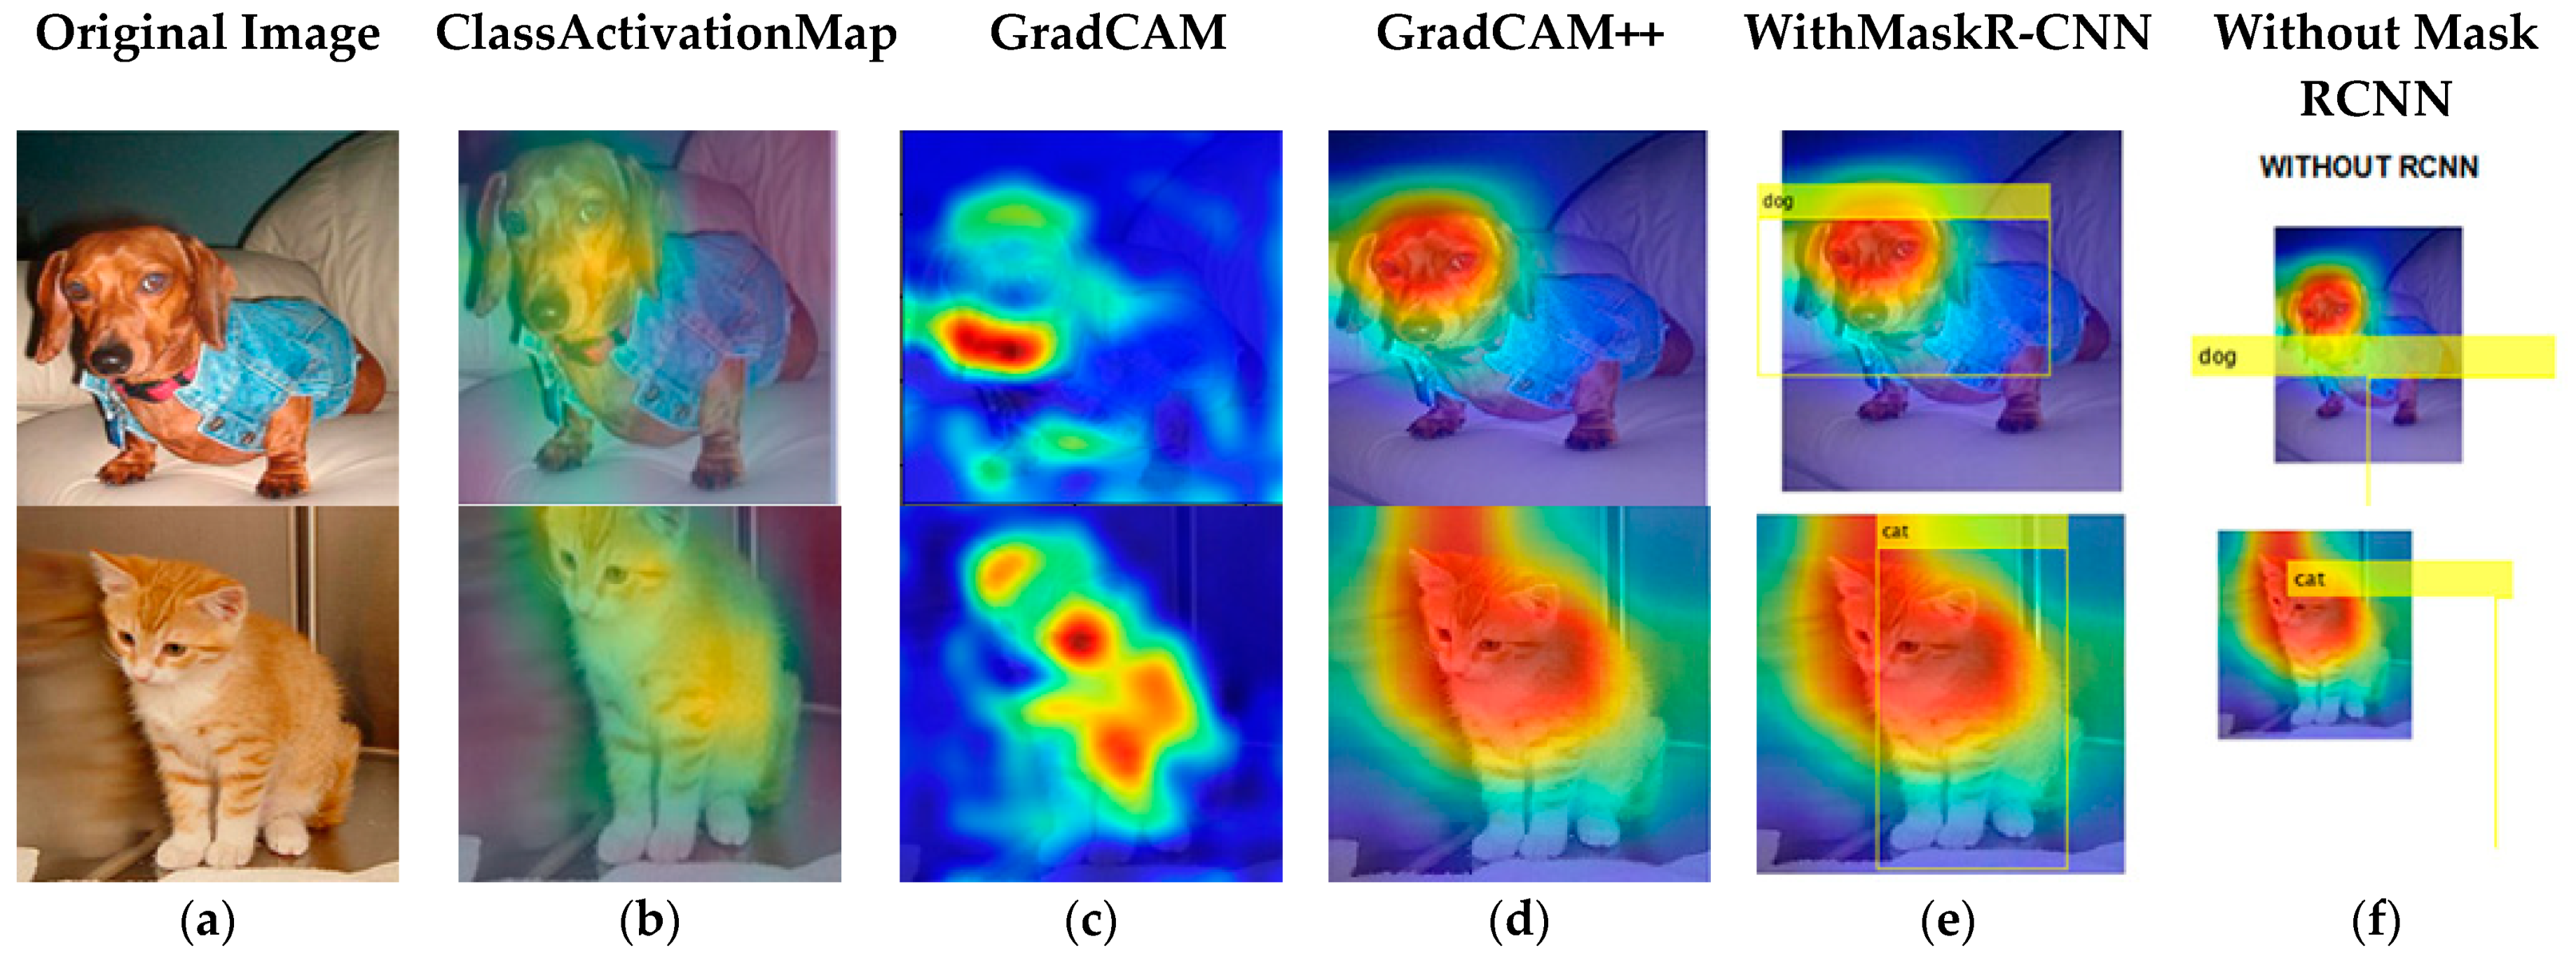 Original Image
ClassActivationMap
GradCAM
GradCAM++
WithMaskR-CNN
Without Mask
RCNN
WITHOUT RCNN
dog
dog
cat
cat
(a)
(b)
(c)
(d)
(e)
(f)